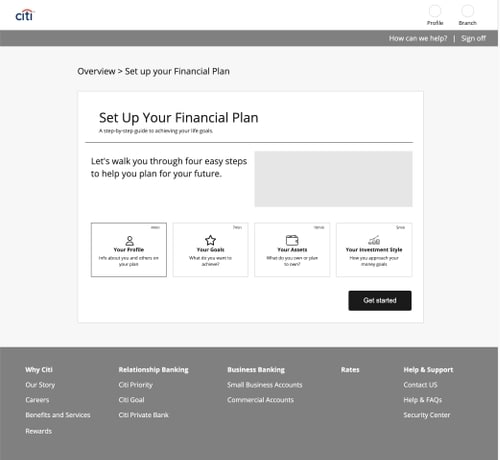 citi
Profile
Branch
How can we help? | Sign off
Overview > Set up your Financial Plan
Set Up Your Financial Plan
A step-by-step guide to achieving your life goals.
Let's walk you through four easy steps
to help you plan for your future.
Your Profile
Info about you and others on
your plan
Your Goals
What do you want to
achieve?
Your Assets
What do you own or plan
to own?
Your Investment Style
How you approach your
money goals
Get started
Why Citi
Our Story
Careers
Benefits and Services
Rewards
Relationship Banking
Citi Priority
Citi Goal
Citi Private Bank
Business Banking
Small Business Accounts
Commercial Accounts
Rates
Help & Support
Contact US
Help & FAQs
Security Center